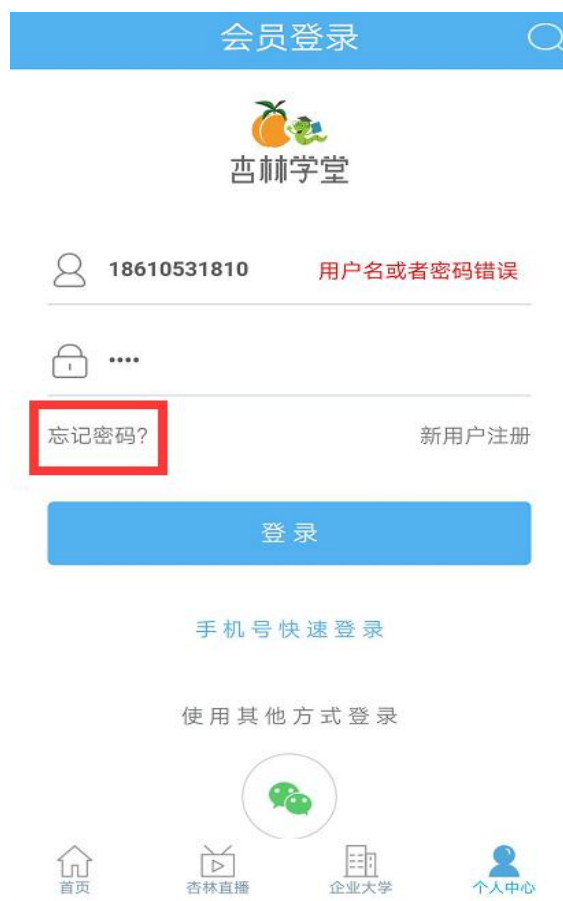 会员登录
杏林学堂
18610531810 用户名或者密码错误
••••
忘记密码? 新用户注册
登录
手机号快速登录
使用其他方式登录
首页 杏林直播 企业大学 个人中心